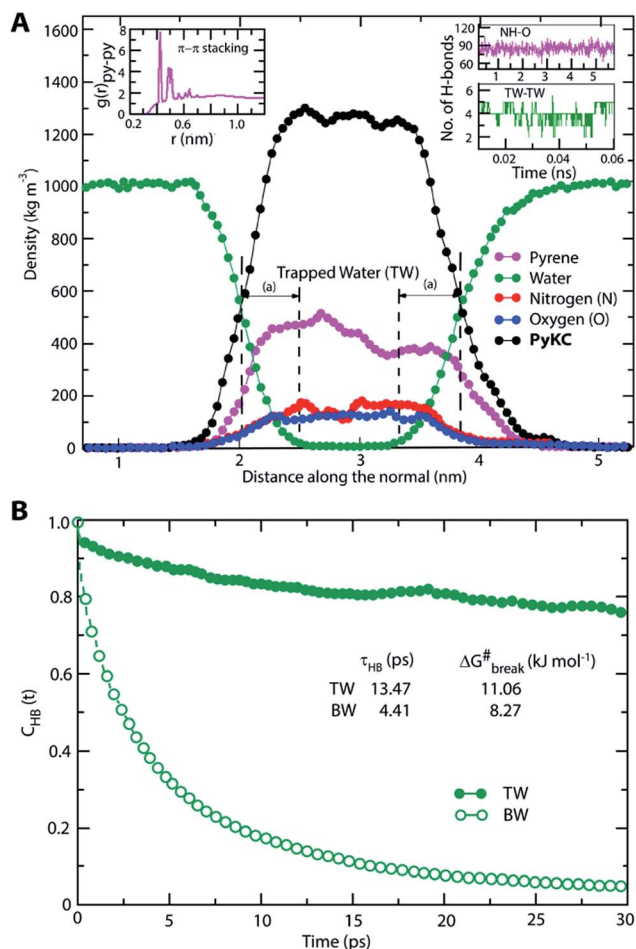 A
1600
1400
1200
1000
800
600
400
200
0
Density (kg m⁻³)
1
2
3
4
5
Distance along the normal (nm)
8
6
4
2
0
g(r)py-py
π−π stacking
0.2
0.6
1.0
r (nm)
No. of H-bonds
120
90
60
NH-O
1
2
3
4
5
6
4
2
TW-TW
0.02
0.04
0.06
Time (ns)
Trapped Water (TW)
(a)
(a)
Pyrene
Water
Nitrogen (N)
Oxygen (O)
PyKC
B
1.0
0.8
0.6
0.4
0.2
0
C_HB (t)
τ_HB (ps) ΔG#_break (kJ mol⁻¹)
TW 13.47 11.06
BW 4.41 8.27
TW
BW
0
5
10
15
20
25
30
Time (ps)